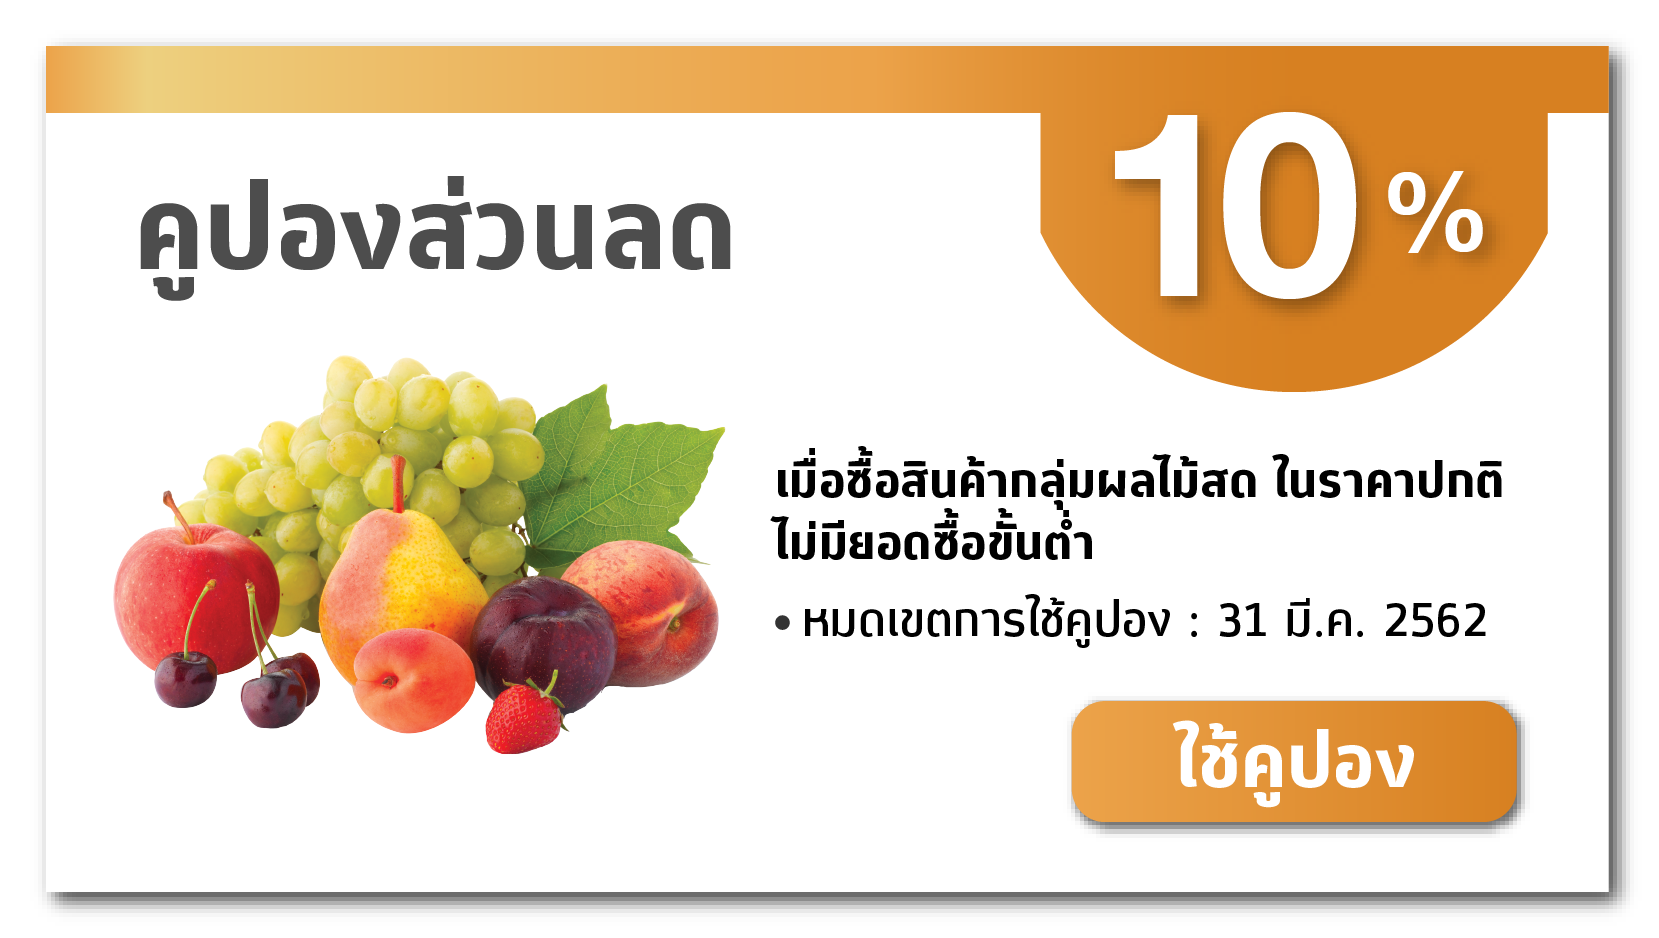 คูปองส่วนลด
10%
เมื่อซื้อสินค้ากลุ่มผลไม้สด ในราคาปกติ
ไม่มียอดซื้อขั้นต่ำ
• หมดเขตการใช้คูปอง : 31 มี.ค. 2562
ใช้คูปอง